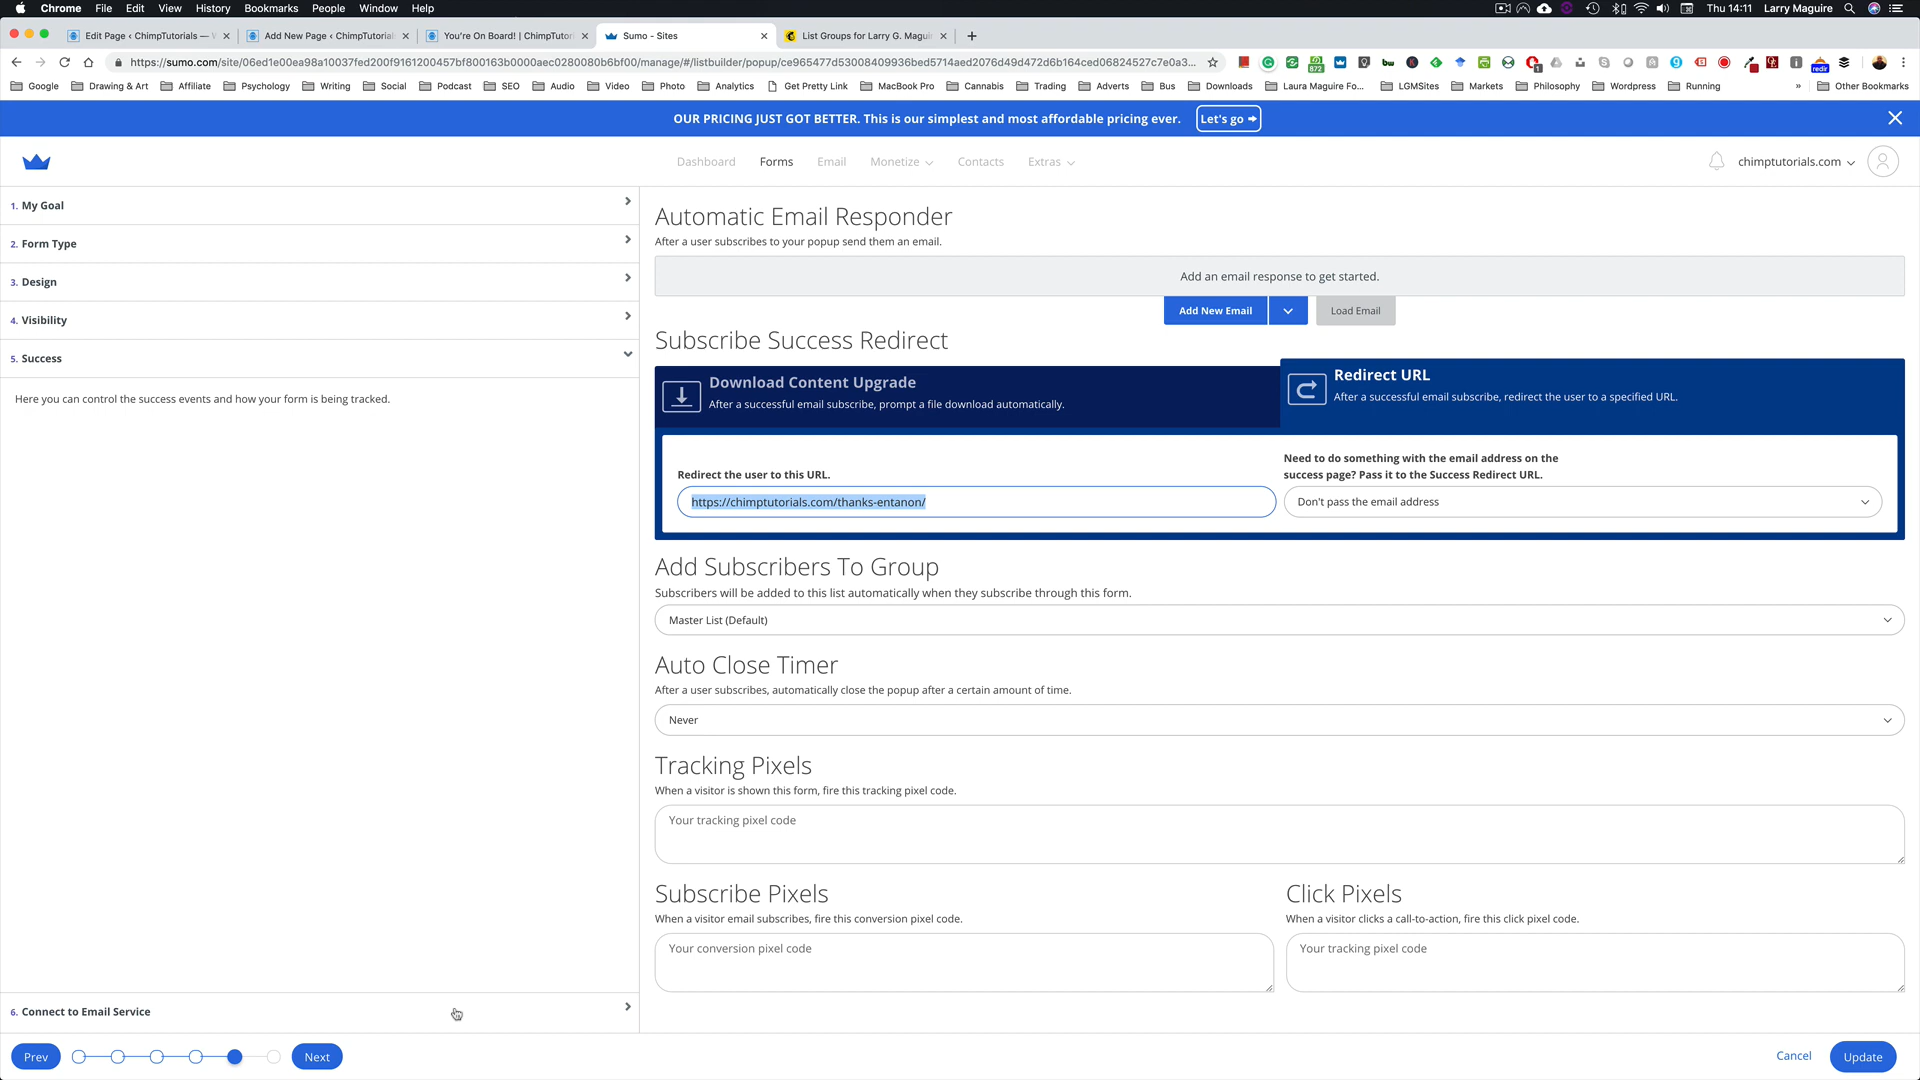 Chrome File Edit View History Bookmarks People Window Help Thu 14:11 Larry Maguire
Edit Page ‹ ChimpTutorials — W
Add New Page ‹ ChimpTutorials
You're On Board! | ChimpTutor
Sumo - Sites
List Groups for Larry G. Magui
https://sumo.com/site/06ed1e00ea98a10037fed200f9161200457bf800163b0000aec0280080b6bf00/manage/#/listbuilder/popup/ce965477d53008409936bed5714aed2076d49d472d6b164ced06824527c7e0a3...
Google Drawing & Art Affiliate Psychology Writing Social Podcast SEO Audio Video Photo Analytics Get Pretty Link MacBook Pro Cannabis Trading Adverts Bus Downloads Laura Maguire Fo... LGMSites Markets Philosophy Wordpress Running » Other Bookmarks
OUR PRICING JUST GOT BETTER. This is our simplest and most affordable pricing ever. Let's go
Dashboard Forms Email Monetize Contacts Extras chimptutorials.com
1. My Goal
2. Form Type
3. Design
4. Visibility
5. Success
Here you can control the success events and how your form is being tracked.
6. Connect to Email Service
Prev Next
Automatic Email Responder
After a user subscribes to your popup send them an email.
Add an email response to get started.
Add New Email Load Email
Subscribe Success Redirect
Download Content Upgrade
After a successful email subscribe, prompt a file download automatically.
Redirect URL
After a successful email subscribe, redirect the user to a specified URL.
Redirect the user to this URL.
https://chimptutorials.com/thanks-entanon/
Need to do something with the email address on the
success page? Pass it to the Success Redirect URL.
Don't pass the email address
Add Subscribers To Group
Subscribers will be added to this list automatically when they subscribe through this form.
Master List (Default)
Auto Close Timer
After a user subscribes, automatically close the popup after a certain amount of time.
Never
Tracking Pixels
When a visitor is shown this form, fire this tracking pixel code.
Your tracking pixel code
Subscribe Pixels
When a visitor email subscribes, fire this conversion pixel code.
Your conversion pixel code
Click Pixels
When a visitor clicks a call-to-action, fire this click pixel code.
Your tracking pixel code
Cancel Update